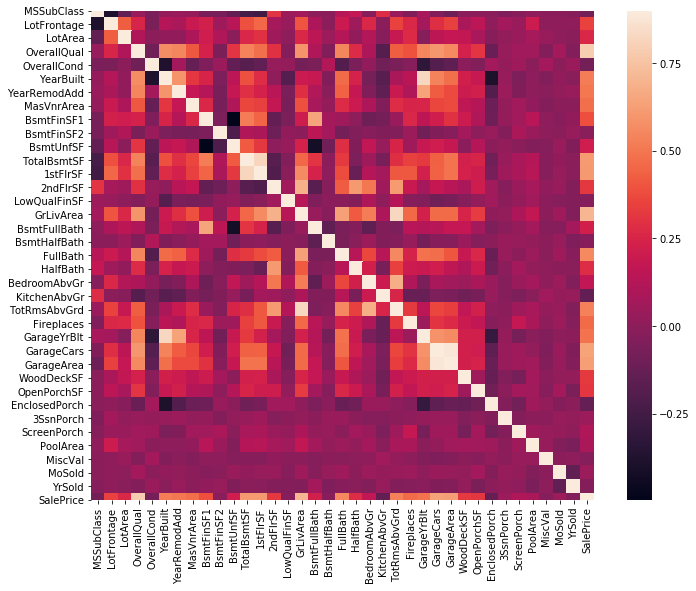 MSSubClass
LotFrontage
LotArea
OverallQual
OverallCond
YearBuilt
YearRemodAdd
MasVnrArea
BsmtFinSF1
BsmtFinSF2
BsmtUnfSF
TotalBsmtSF
1stFlrSF
2ndFlrSF
LowQualFinSF
GrLivArea
BsmtFullBath
BsmtHalfBath
FullBath
HalfBath
BedroomAbvGr
KitchenAbvGr
TotRmsAbvGrd
Fireplaces
GarageYrBlt
GarageCars
GarageArea
WoodDeckSF
OpenPorchSF
EnclosedPorch
3SsnPorch
ScreenPorch
PoolArea
MiscVal
MoSold
YrSold
SalePrice
MSSubClass
LotFrontage
LotArea
OverallQual
OverallCond
YearBuilt
YearRemodAdd
MasVnrArea
BsmtFinSF1
BsmtFinSF2
BsmtUnfSF
TotalBsmtSF
1stFlrSF
2ndFlrSF
LowQualFinSF
GrLivArea
BsmtFullBath
BsmtHalfBath
FullBath
HalfBath
BedroomAbvGr
KitchenAbvGr
TotRmsAbvGrd
Fireplaces
GarageYrBlt
GarageCars
GarageArea
WoodDeckSF
OpenPorchSF
EnclosedPorch
3SsnPorch
ScreenPorch
PoolArea
MiscVal
MoSold
YrSold
SalePrice
0.75
0.50
0.25
0.00
−0.25